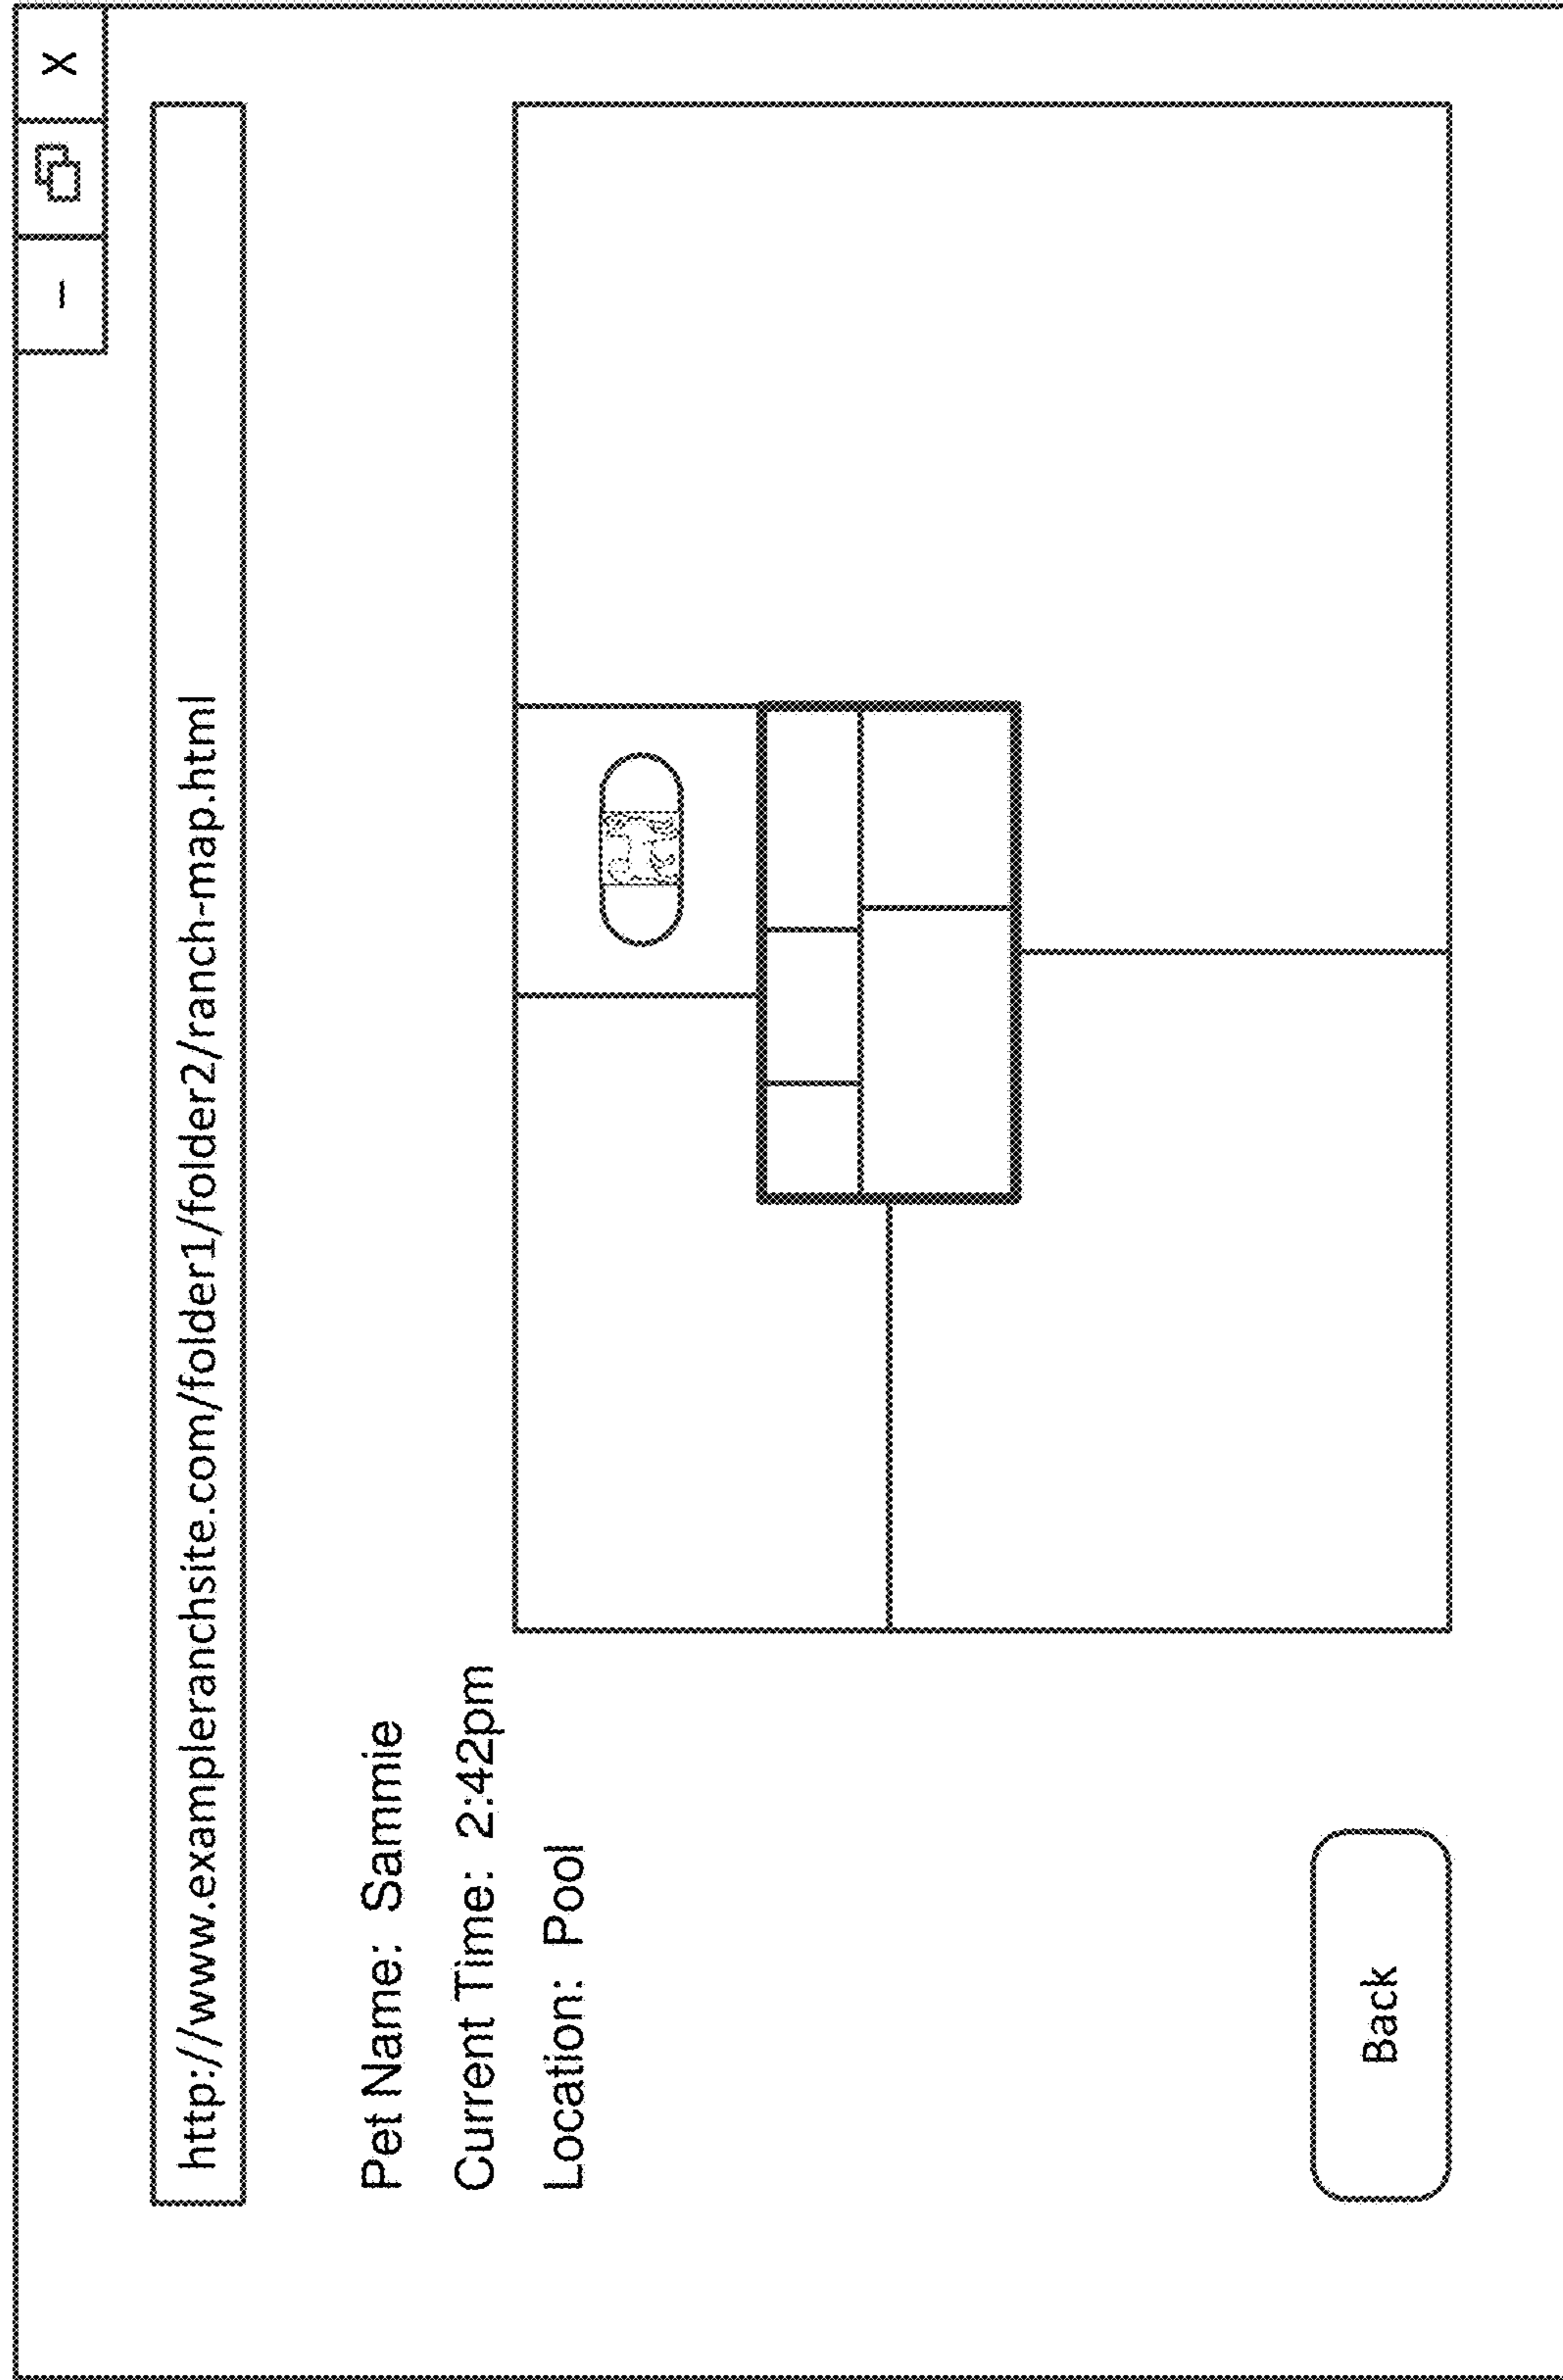 – X
http://www.exampleranchsite.com/folder1/folder2/ranch-map.html
Pet Name: Sammie
Current Time: 2:42pm
Location: Pool
Back